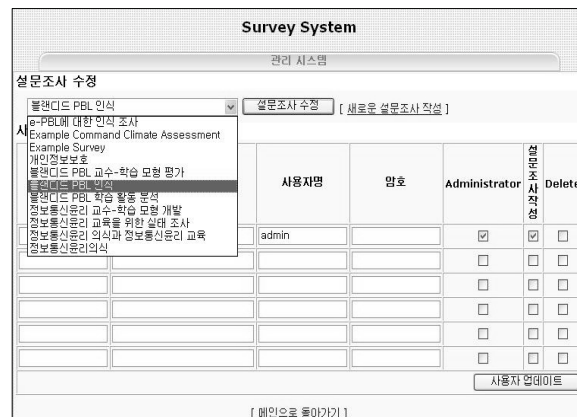 Survey System
관리 시스템
설문조사 수정
블랜디드 PBL 인식 설문조사 수정 [ 새로운 설문조사 작성 ]
e-PBL에 대한 인식 조사
Example Command Climate Assessment
Example Survey
개인정보보호
블랜디드 PBL 교수-학습 모형 평가
블랜디드 PBL 인식
블랜디드 PBL 학습 활동 분석
정보통신윤리 교수-학습 모형 개발
정보통신윤리 교육을 위한 실태 조사
정보통신윤리 의식과 정보통신윤리 교육
정보통신윤리의식
사용자명 암호 Administrator 설문조사작성 Delete
admin
사용자 업데이트
[ 메인으로 돌아가기 ]